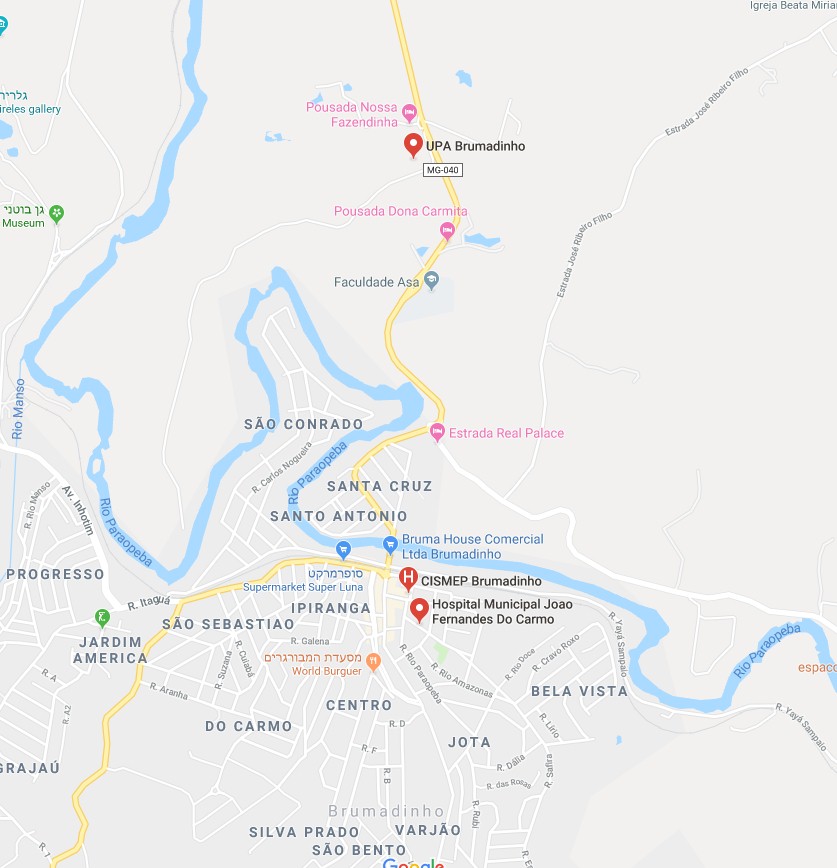 Igreja Beata Miria
גלריה
ireles gallery
Estrada José Ribeiro Filho
Pousada Nossa
Fazendinha
UPA Brumadinho
MG-040
גן בוטני
Museum
Pousada Dona Carmita
Estrada José Ribeiro Filho
Faculdade Asa
Rio Manso
SÃO CONRADO
Estrada Real Palace
R. Carlos Nogueira
Rio Paraopeba
SANTA CRUZ
R. Rio Manso
Av. Inhotim
Rio Paraopeba
SANTO ANTONIO
Bruma House Comercial
Ltda Brumadinho
PROGRESSO
סופרמרקט
Supermarket Super Luna
CISMEP Brumadinho
R. Itaguá
IPIRANGA
Hospital Municipal Joao
Fernandes Do Carmo
SÃO SEBASTIAO
R. Yayá Sampaio
Rio Paraopeba
JARDIM
AMERICA
R. Galena
R. Suzana
R. Cuiabá
מסעדת המבורגרים
World Burguer
R. Rio Paraopeba
R. Rio Amazonas
R. Rio Doce
R. Cravo Roxo
espaco
R. A
R. A2
R. Aranha
BELA VISTA
CENTRO
R. Yayá Sampaio
DO CARMO
R. D
R. Lírio
JOTA
R. F
GRAJAÚ
R. B
R. Dália
R. Safira
R. das Rosas
Brumadinho
R. Rubi
SILVA PRADO
VARJÃO
R. 1
SÃO BENTO
Google